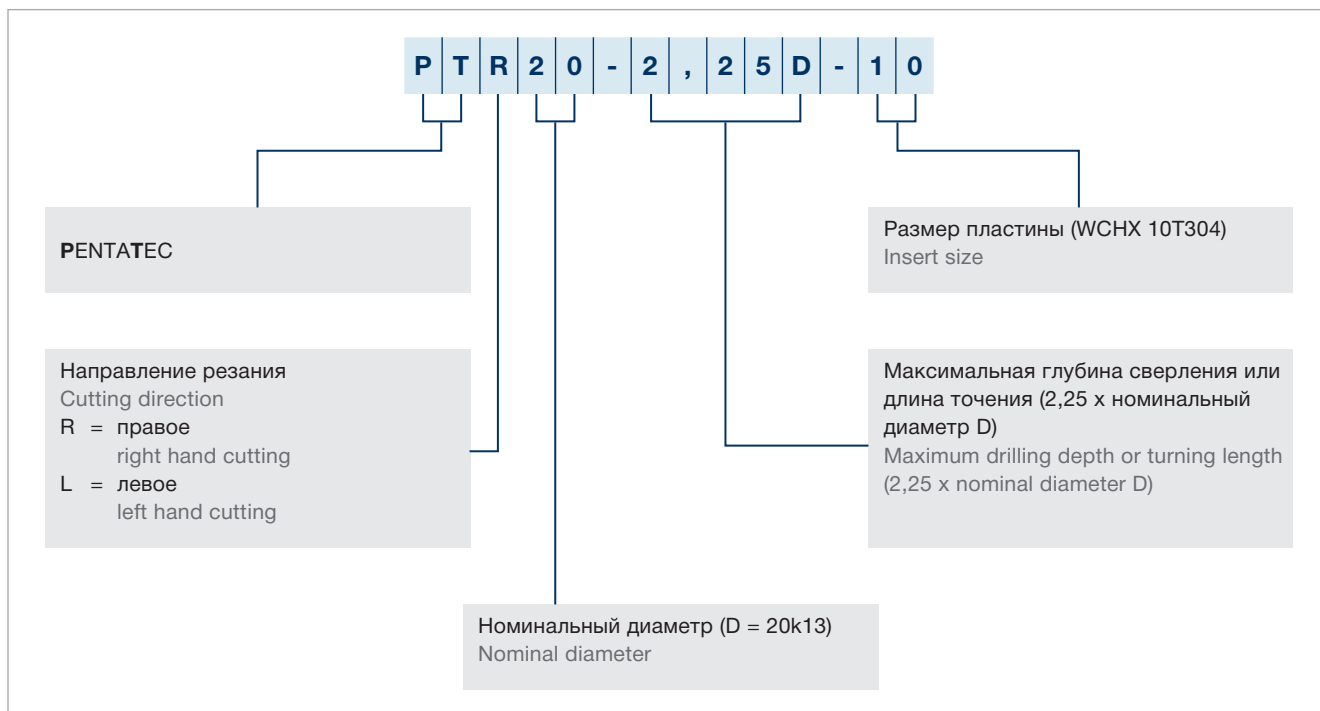 PTR20-2,25D-10
PENTATEC
Размер пластины (WCHX 10T304)
Insert size
Направление резания
Cutting direction
R = правое
right hand cutting
L = левое
left hand cutting
Максимальная глубина сверления или
длина точения (2,25 x номинальный
диаметр D)
Maximum drilling depth or turning length
(2,25 x nominal diameter D)
Номинальный диаметр (D = 20k13)
Nominal diameter